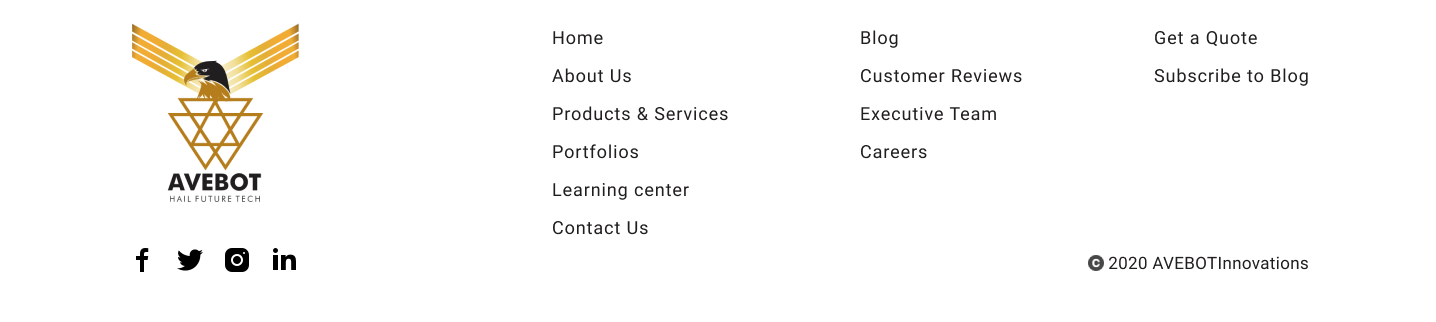 AVEBOT
HAIL FUTURE TECH
Home
About Us
Products & Services
Portfolios
Learning center
Contact Us
Blog
Customer Reviews
Executive Team
Careers
Get a Quote
Subscribe to Blog
© 2020 AVEBOTInnovations